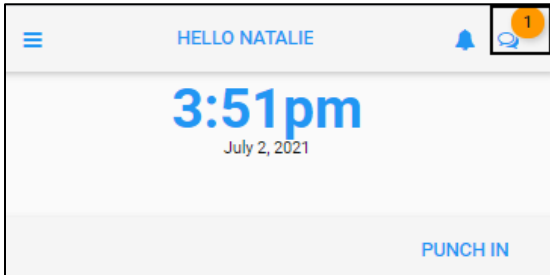 HELLO NATALIE
1
3:51pm
July 2, 2021
PUNCH IN